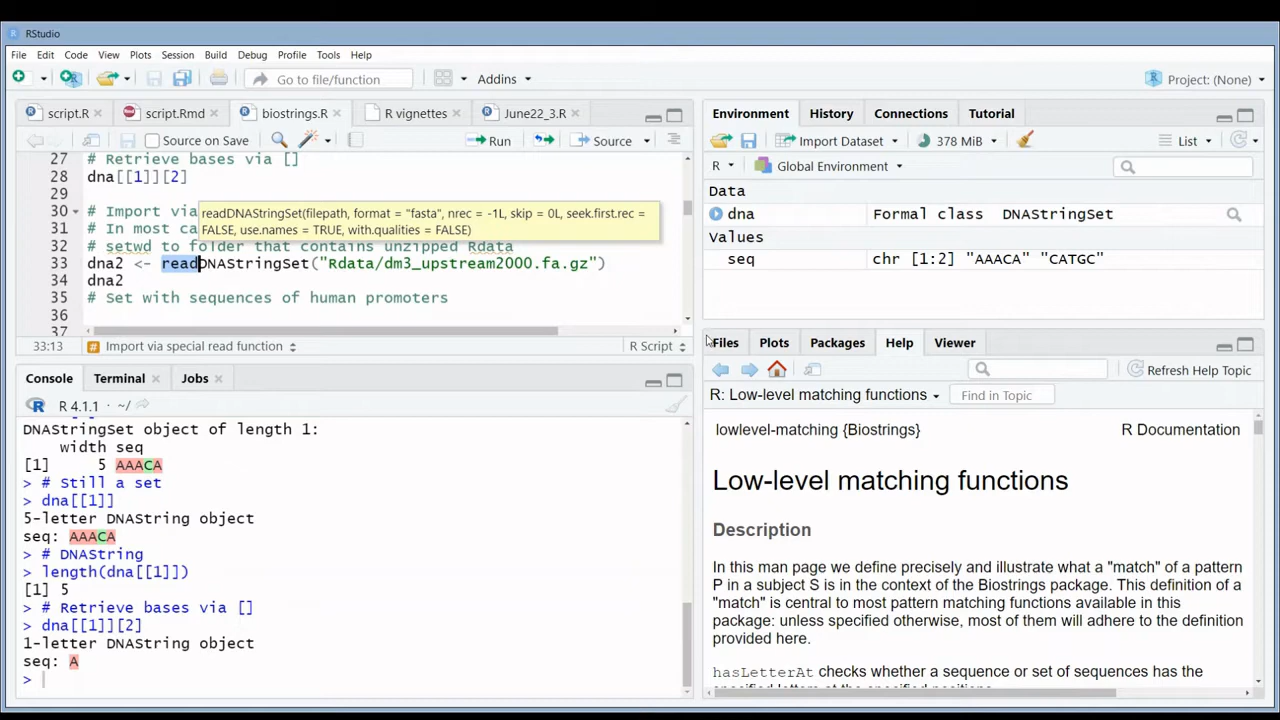 RStudio
File Edit Code View Plots Session Build Debug Profile Tools Help
Go to file/function Addins Project: (None)
script.R script.Rmd biostrings.R R vignettes June22_3.R
Source on Save Run Source
27 # Retrieve bases via []
28 dna[[1]][2]
29
30 # Import via
readDNAStringSet(filepath, format = "fasta", nrec = -1L, skip = 0L, seek.first.rec =
FALSE, use.names = TRUE, with.qualities = FALSE)
31 # In most ca
32 # setwd to folder that contains unzipped Rdata
33 dna2 <- readDNAStringSet("Rdata/dm3_upstream2000.fa.gz")
34 dna2
35 # Set with sequences of human promoters
36
37
33:13 Import via special read function R Script
Console Terminal Jobs
R 4.1.1 · ~/
DNAStringSet object of length 1:
width seq
[1] 5 AAACA
> # Still a set
> dna[[1]]
5-letter DNAString object
seq: AAACA
> # DNAString
> length(dna[[1]])
[1] 5
> # Retrieve bases via []
> dna[[1]][2]
1-letter DNAString object
seq: A
>
Environment History Connections Tutorial
Import Dataset 378 MiB List
R Global Environment
Data
dna Formal class DNAStringSet
Values
seq chr [1:2] "AAACA" "CATGC"
Files Plots Packages Help Viewer
Refresh Help Topic
R: Low-level matching functions Find in Topic
lowlevel-matching {Biostrings} R Documentation
Low-level matching functions
Description
In this man page we define precisely and illustrate what a "match" of a pattern
P in a subject S is in the context of the Biostrings package. This definition of
a "match" is central to most pattern matching functions available in this
package: unless specified otherwise, most of them will adhere to the definition
provided here.
hasLetterAt checks whether a sequence or set of sequences has the
specified letters at the specified positions.